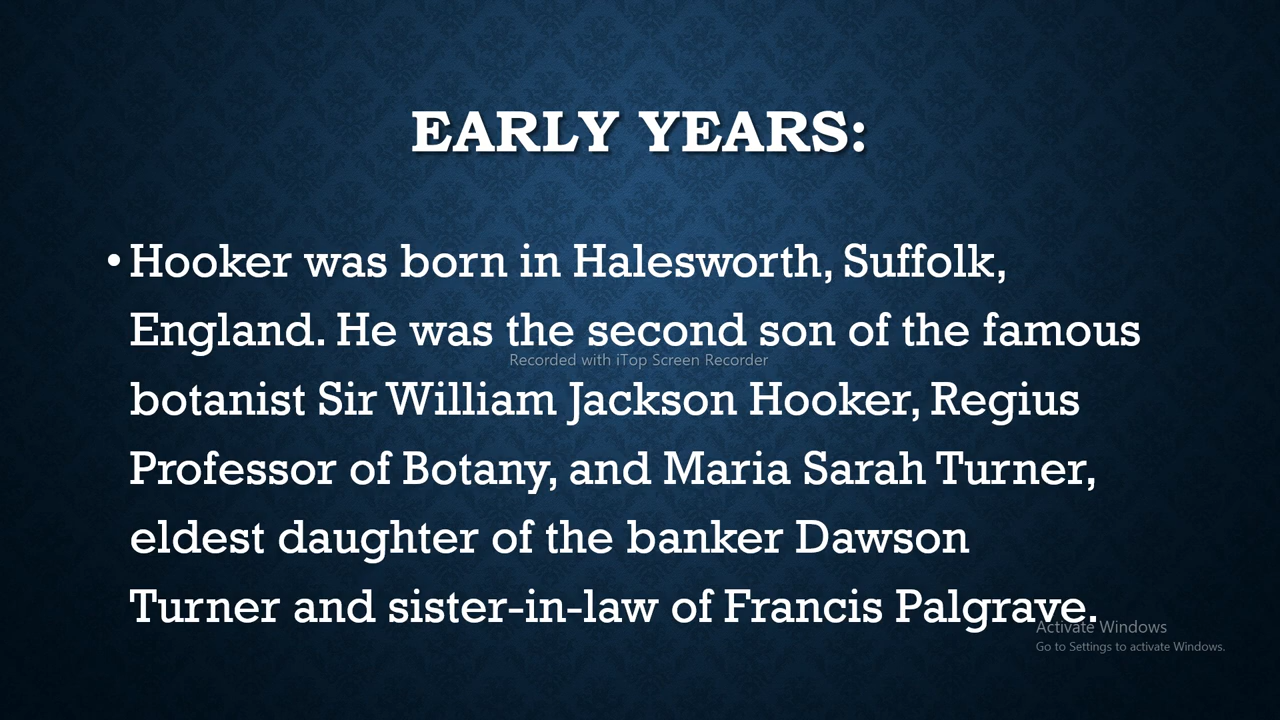 EARLY YEARS:
• Hooker was born in Halesworth, Suffolk,
England. He was the second son of the famous
Recorded with iTop Screen Recorder
botanist Sir William Jackson Hooker, Regius
Professor of Botany, and Maria Sarah Turner,
eldest daughter of the banker Dawson
Turner and sister-in-law of Francis Palgrave.
Activate Windows
Go to Settings to activate Windows.